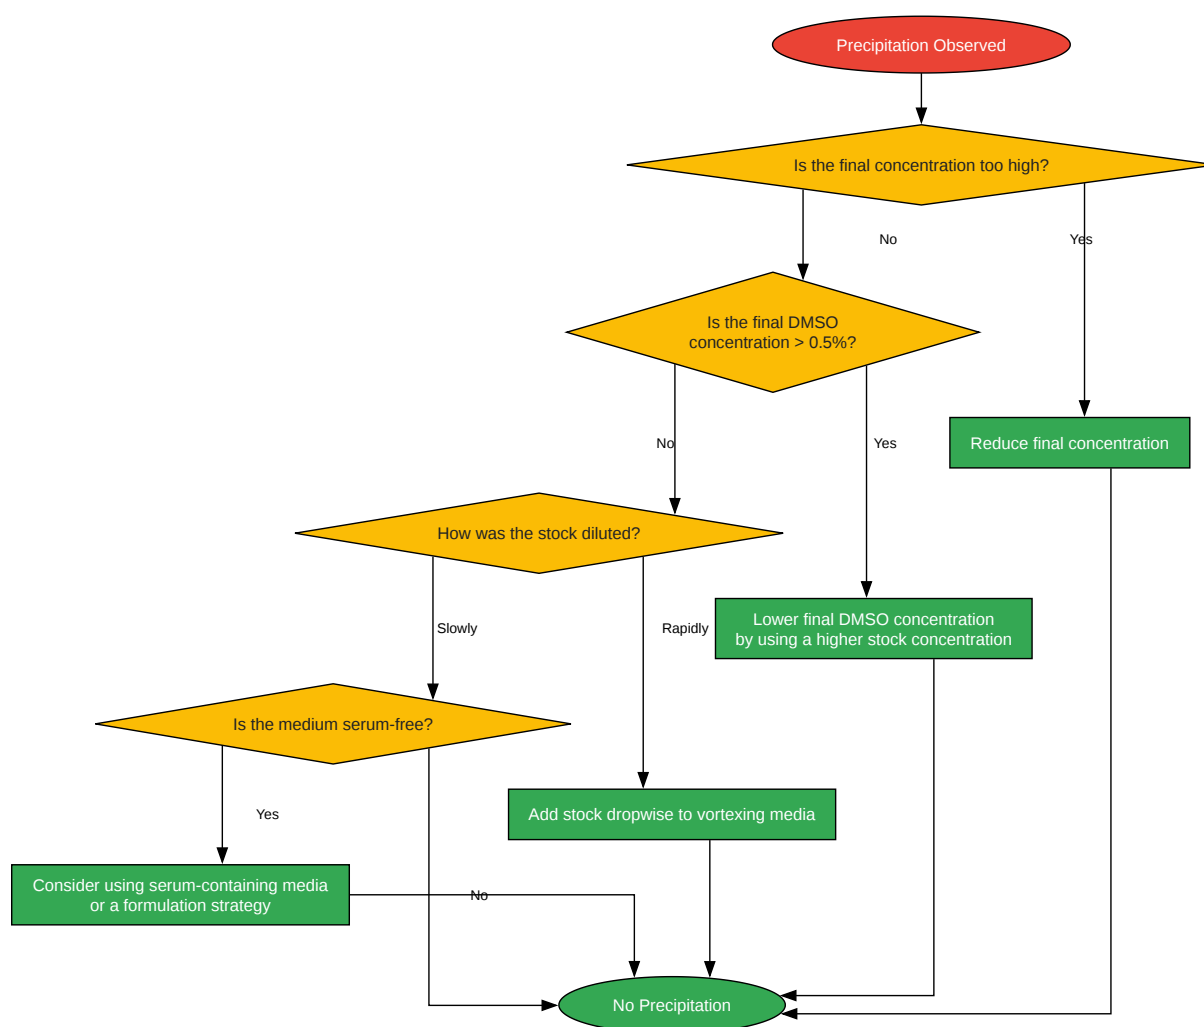 Precipitation Observed
Is the final concentration too high?
No
Yes
Is the final DMSO
concentration > 0.5%?
No
Yes
Reduce final concentration
How was the stock diluted?
Slowly
Rapidly
Lower final DMSO concentration
by using a higher stock concentration
Is the medium serum-free?
Yes
Add stock dropwise to vortexing media
Consider using serum-containing media
or a formulation strategy
No
No Precipitation